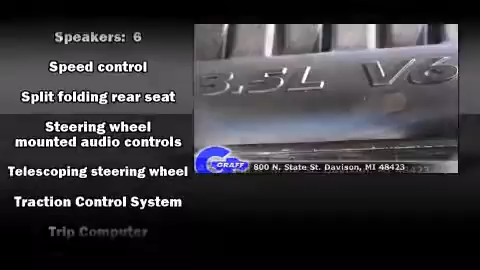 Speakers: 6
Speed control
Split folding rear seat
Steering wheel
mounted audio controls
Telescoping steering wheel
Traction Control System
Trip Computer
3.5L V6
GRAFF
800 N. State St. Davison, MI 48423